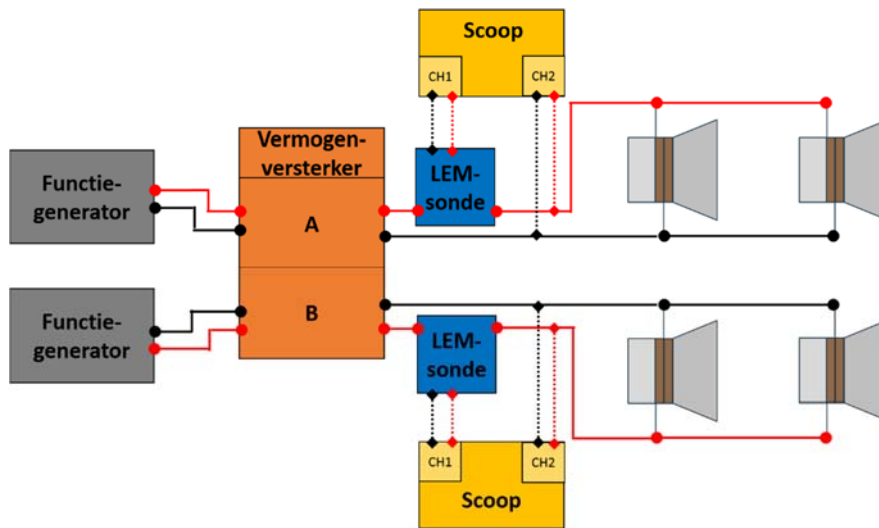 Scoop
CH1
CH2
Vermogen-
versterker
Functie-
generator
LEM-
sonde
A
Functie-
generator
B
LEM-
sonde
CH1
CH2
Scoop